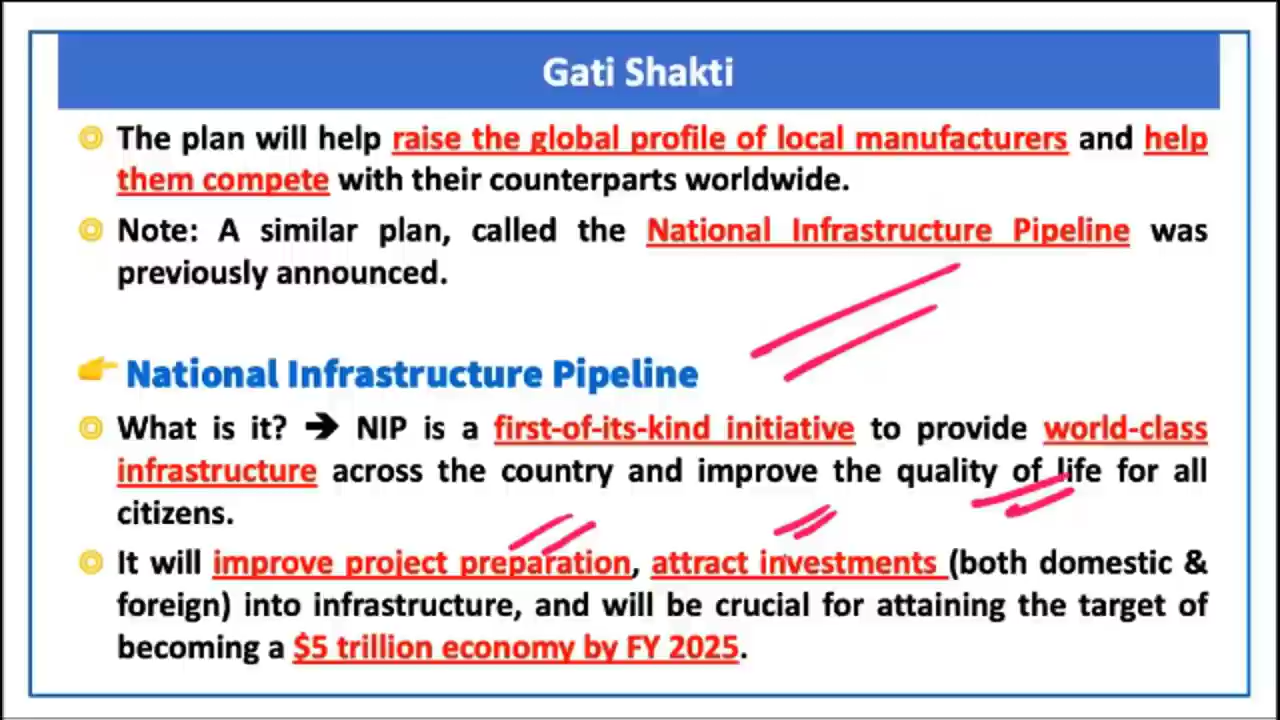 Gati Shakti
The plan will help raise the global profile of local manufacturers and help
them compete with their counterparts worldwide.
Note: A similar plan, called the National Infrastructure Pipeline was
previously announced.
National Infrastructure Pipeline
What is it? ➔ NIP is a first-of-its-kind initiative to provide world-class
infrastructure across the country and improve the quality of life for all
citizens.
It will improve project preparation, attract investments (both domestic &
foreign) into infrastructure, and will be crucial for attaining the target of
becoming a $5 trillion economy by FY 2025.